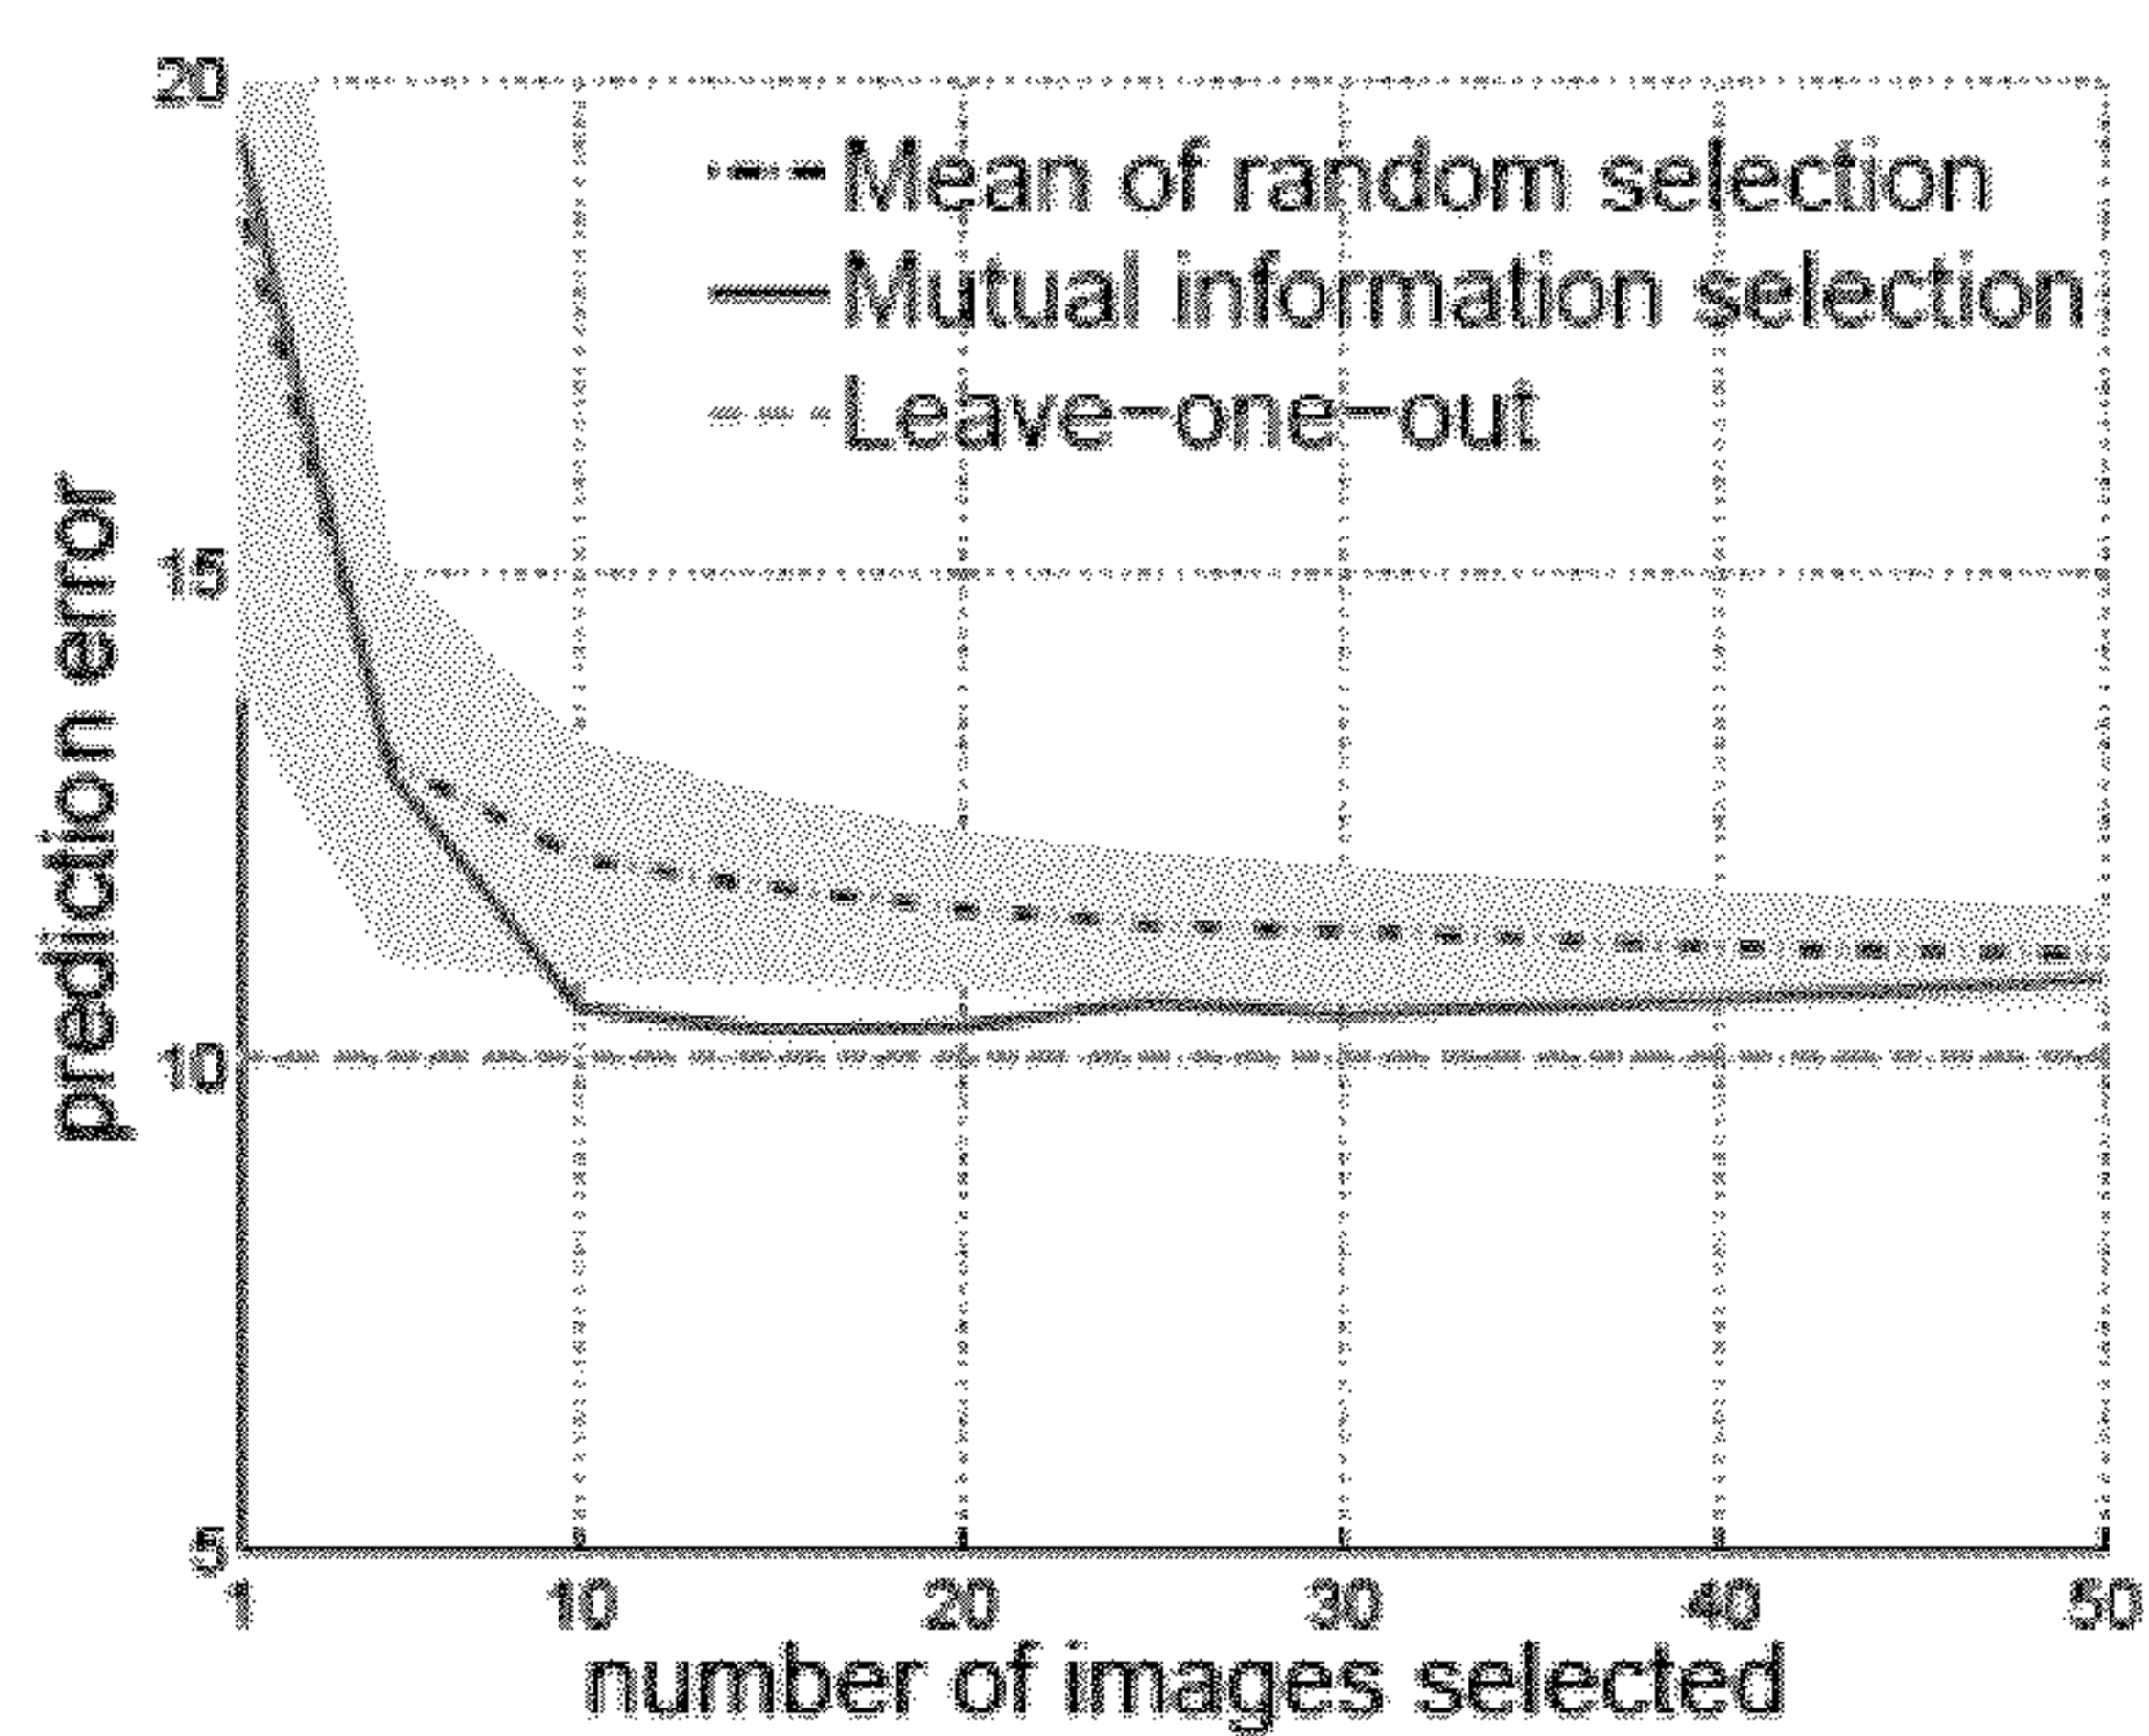 20
Mean of random selection
Mutual information selection
Leave-one-out
15
prediction error
10
5
1 10 20 30 40 50
number of images selected